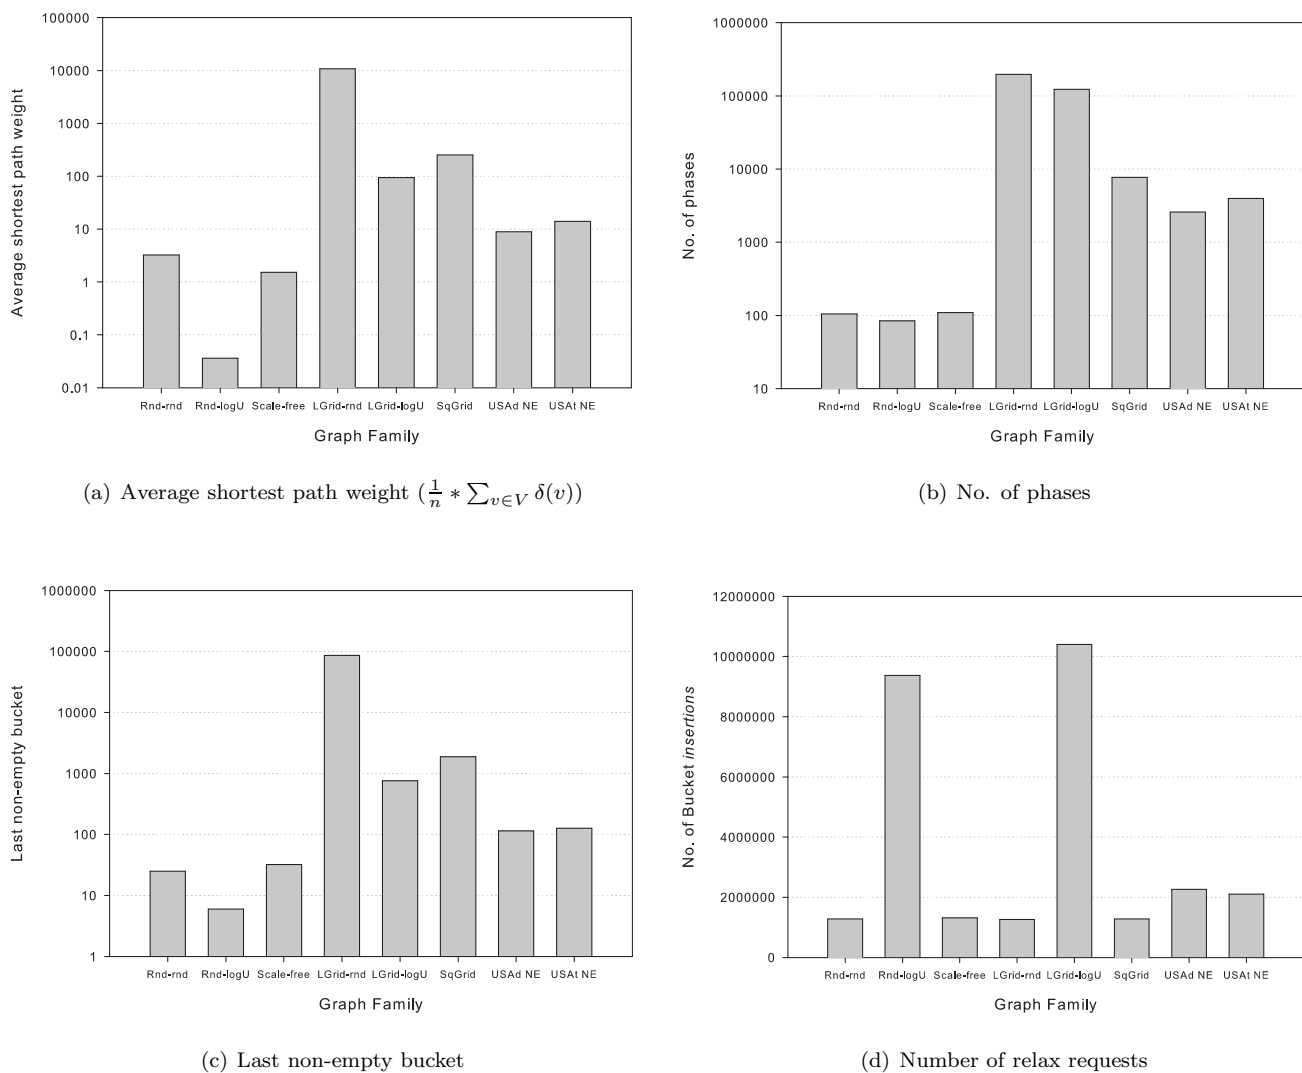 100000
10000
1000
100
10
1
0.1
0.01
Average shortest path weight
Rnd-rnd Rnd-logU Scale-free LGrid-rnd LGrid-logU SqGrid USAd NE USAt NE
Graph Family
(a) Average shortest path weight (1/n * ∑v∈V δ(v))
1000000
100000
10000
1000
100
10
No. of phases
Rnd-rnd Rnd-logU Scale-free LGrid-rnd LGrid-logU SqGrid USAd NE USAt NE
Graph Family
(b) No. of phases
1000000
100000
10000
1000
100
10
1
Last non-empty bucket
Rnd-rnd Rnd-logU Scale-free LGrid-rnd LGrid-logU SqGrid USAd NE USAt NE
Graph Family
(c) Last non-empty bucket
12000000
10000000
8000000
6000000
4000000
2000000
0
No. of Bucket insertions
Rnd-rnd Rnd-logU Scale-free LGrid-rnd LGrid-logU SqGrid USAd NE USAt NE
Graph Family
(d) Number of relax requests